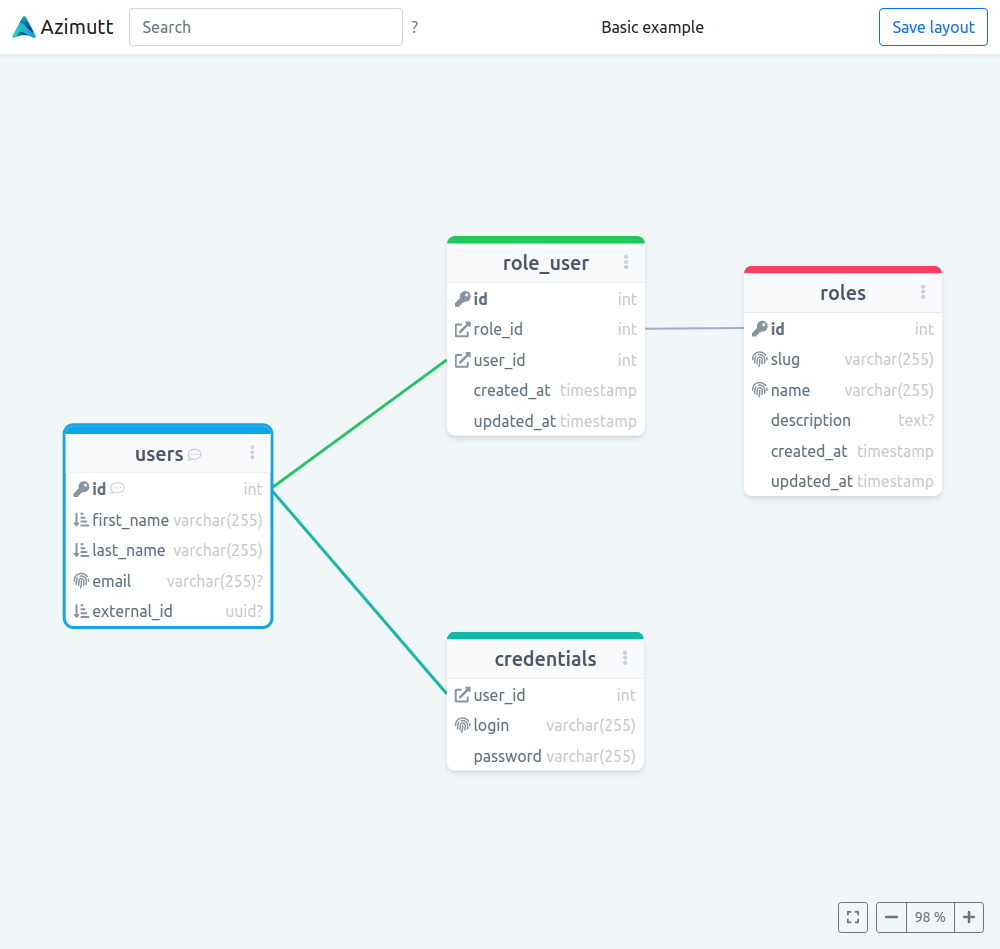 Azimutt Search ? Basic example Save layout
role_user
id int
role_id int
user_id int
created_at timestamp
updated_at timestamp
roles
id int
slug varchar(255)
name varchar(255)
description text?
created_at timestamp
updated_at timestamp
users
id int
first_name varchar(255)
last_name varchar(255)
email varchar(255)?
external_id uuid?
credentials
user_id int
login varchar(255)
password varchar(255)
98 %